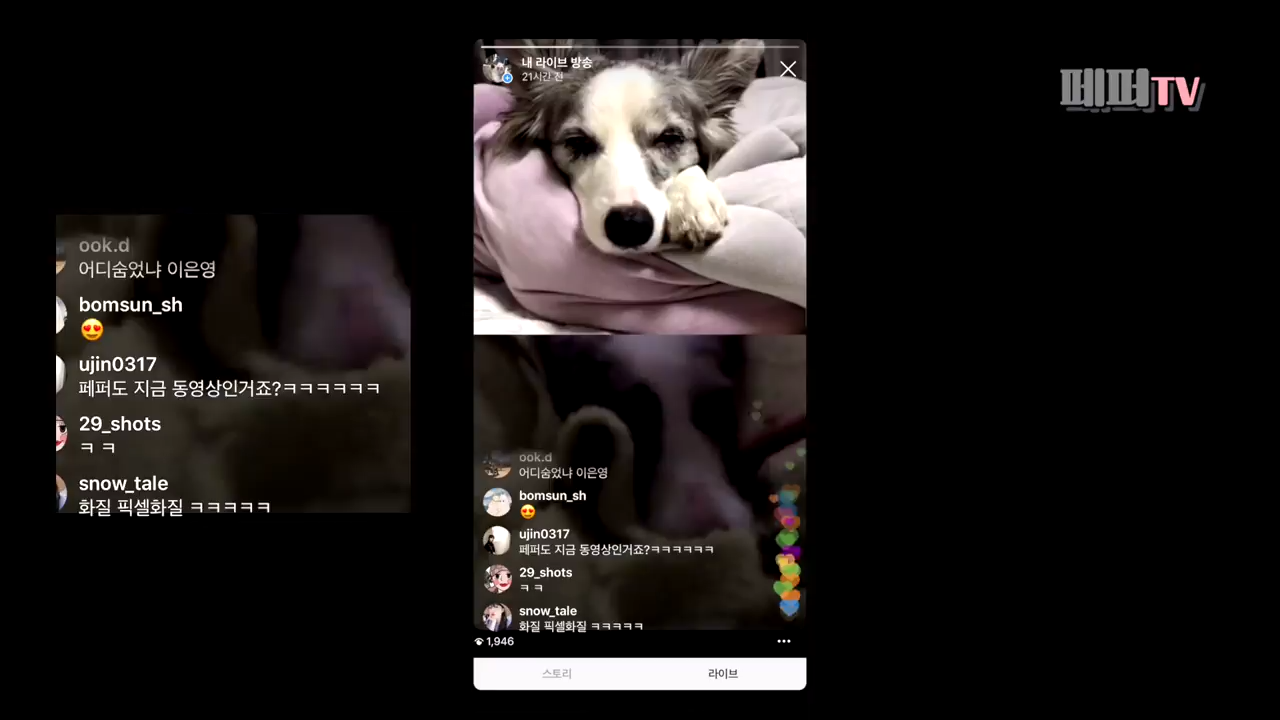 페퍼TV
내 라이브 방송
21시간 전
ook.d
어디숨었냐 이은영
bomsun_sh
😍
ujin0317
페퍼도 지금 동영상인거죠?ㅋㅋㅋㅋㅋㅋ
29_shots
ㅋ ㅋ
snow_tale
화질 픽셀화질 ㅋㅋㅋㅋㅋ
ook.d
어디숨었냐 이은영
bomsun_sh
😍
ujin0317
페퍼도 지금 동영상인거죠?ㅋㅋㅋㅋㅋㅋ
29_shots
ㅋ ㅋ
snow_tale
화질 픽셀화질 ㅋㅋㅋㅋㅋ
1,946
스토리
라이브